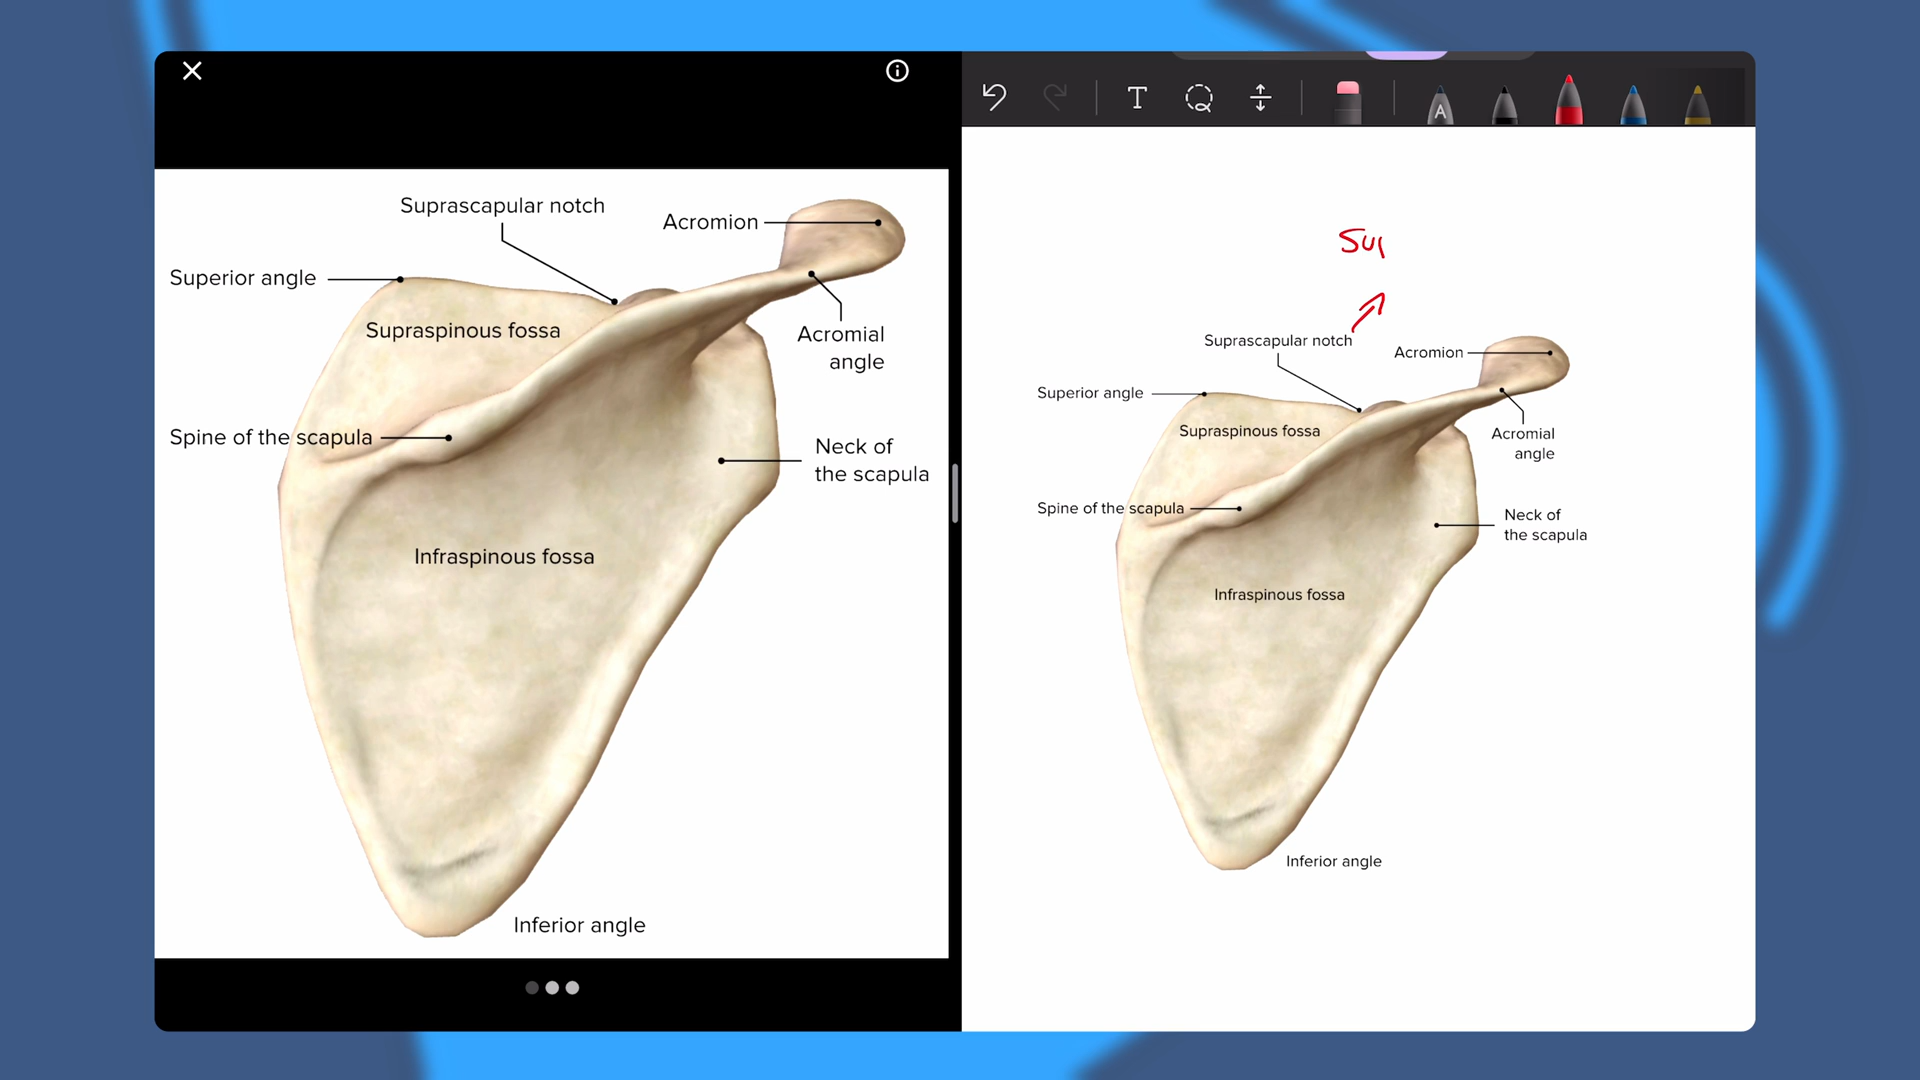 Suprascapular notch
Acromion
Superior angle
Supraspinous fossa
Acromial
angle
Spine of the scapula
Neck of
the scapula
Infraspinous fossa
Inferior angle
T
A
Sup
Suprascapular notch
Acromion
Superior angle
Supraspinous fossa
Acromial
angle
Spine of the scapula
Neck of
the scapula
Infraspinous fossa
Inferior angle